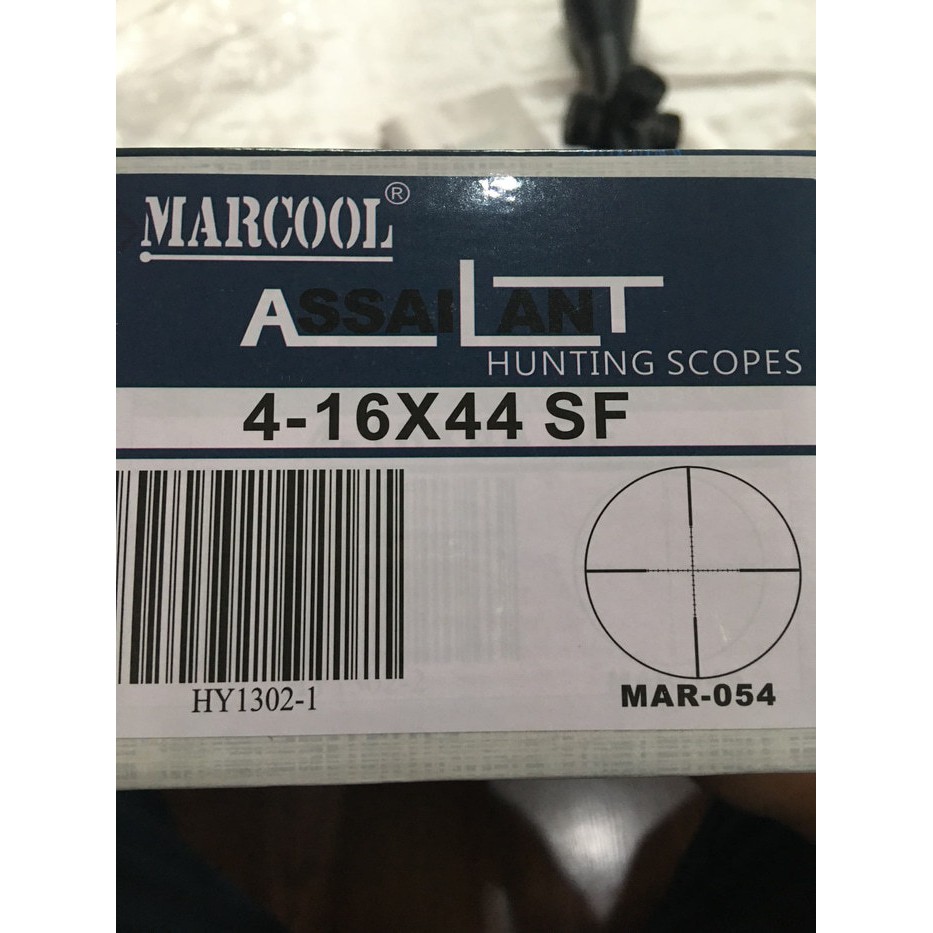 MARCOOL®
ASSAILANT
HUNTING SCOPES
4-16X44 SF
HY1302-1
MAR-054